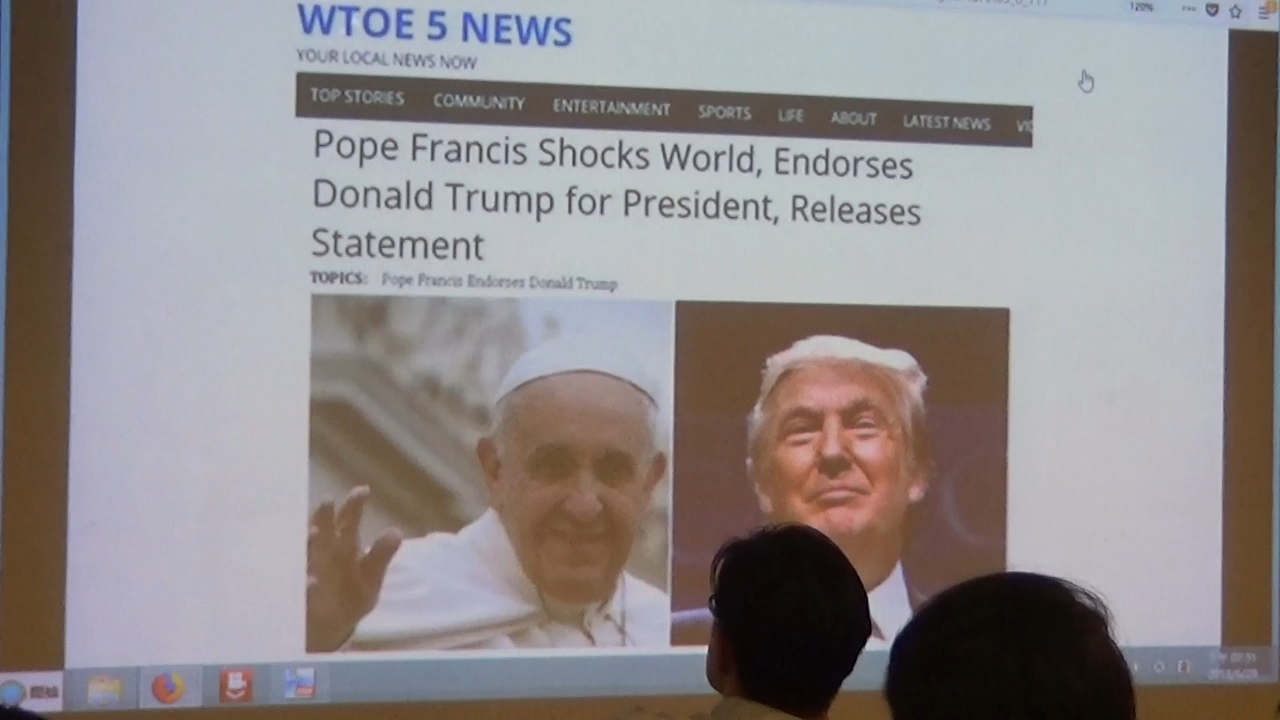 120%
WTOE 5 NEWS
YOUR LOCAL NEWS NOW
TOP STORIES COMMUNITY ENTERTAINMENT SPORTS LIFE ABOUT LATEST NEWS
Pope Francis Shocks World, Endorses
Donald Trump for President, Releases
Statement
TOPICS: Pope Francis Endorses Donald Trump